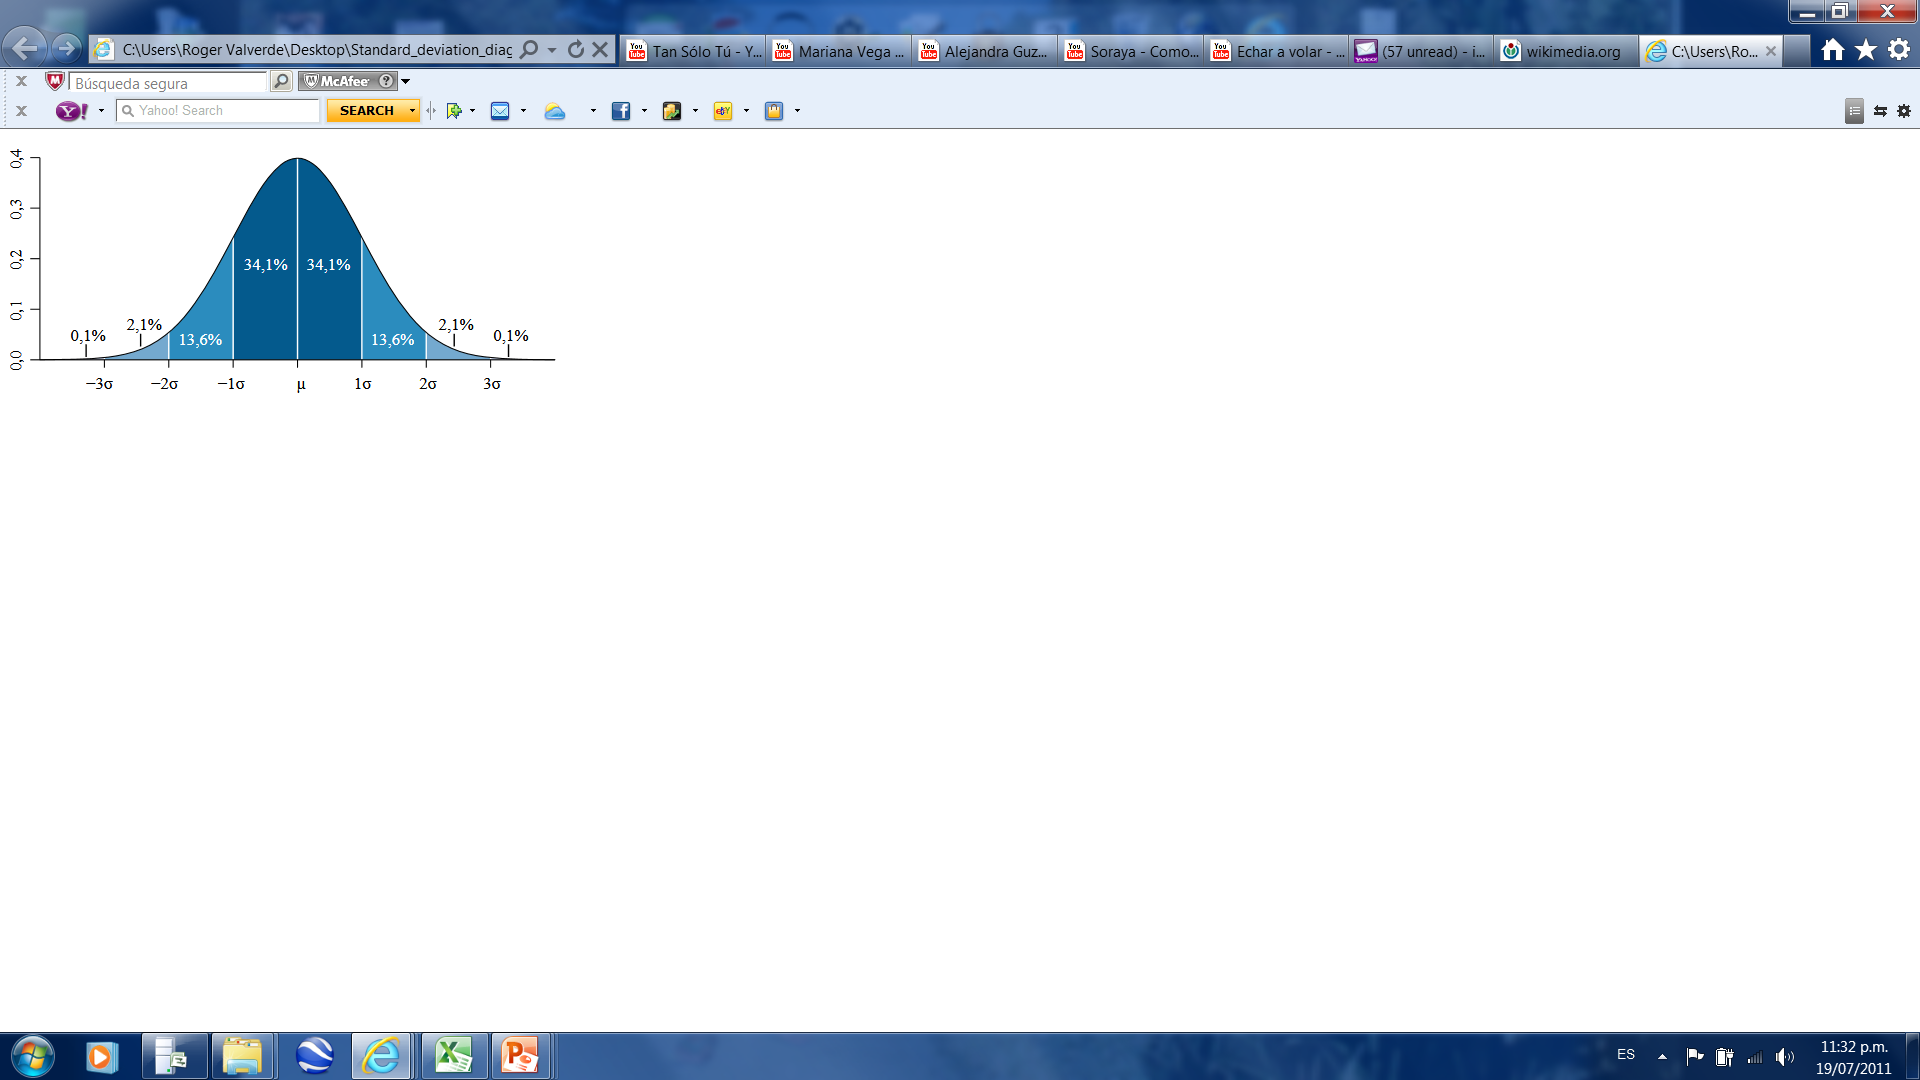 C:\Users\Roger Valverde\Desktop\Standard_deviation_diag
Tan Sólo Tú - Y...
Mariana Vega ...
Alejandra Guz...
Soraya - Como...
Echar a volar - ...
(57 unread) - i...
wikimedia.org
C:\Users\Ro...
Búsqueda segura
McAfee
Yahoo! Search
SEARCH
0,4
0,3
0,2
0,1
0,0
34,1% 34,1%
0,1% 2,1% 13,6% 13,6% 2,1% 0,1%
−3σ −2σ −1σ μ 1σ 2σ 3σ
ES
11:32 p.m.
19/07/2011